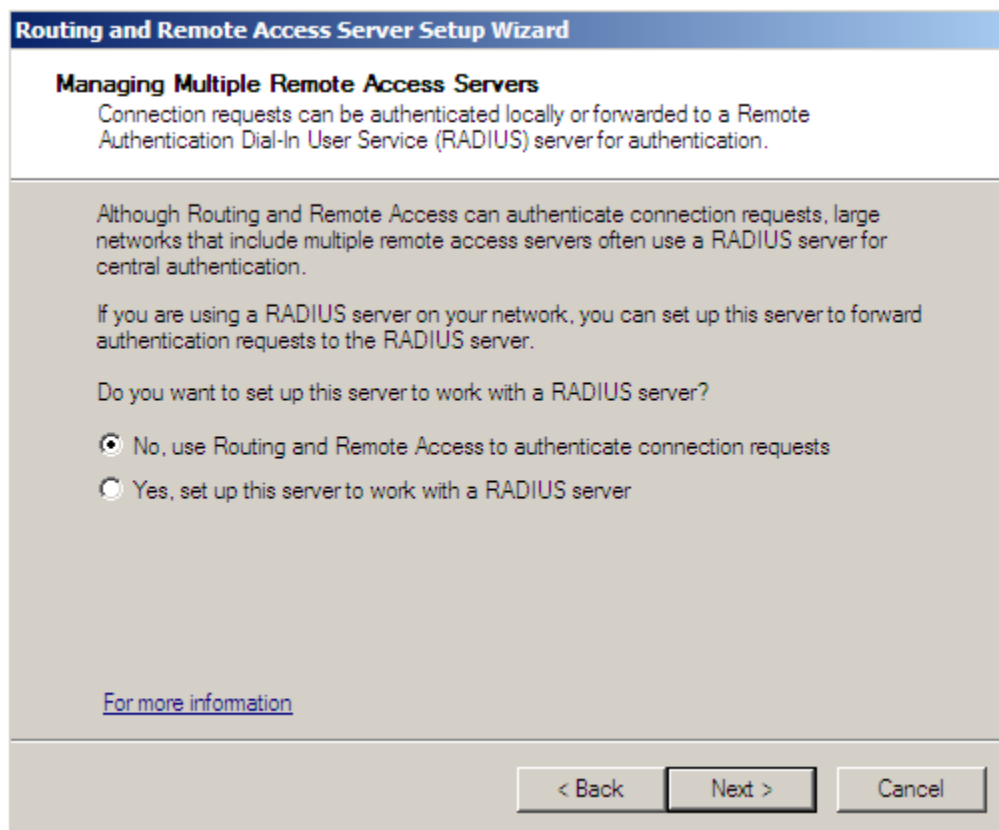 Routing and Remote Access Server Setup Wizard
Managing Multiple Remote Access Servers
Connection requests can be authenticated locally or forwarded to a Remote
Authentication Dial-In User Service (RADIUS) server for authentication.
Although Routing and Remote Access can authenticate connection requests, large
networks that include multiple remote access servers often use a RADIUS server for
central authentication.
If you are using a RADIUS server on your network, you can set up this server to forward
authentication requests to the RADIUS server.
Do you want to set up this server to work with a RADIUS server?
No, use Routing and Remote Access to authenticate connection requests
Yes, set up this server to work with a RADIUS server
For more information
< Back Next > Cancel